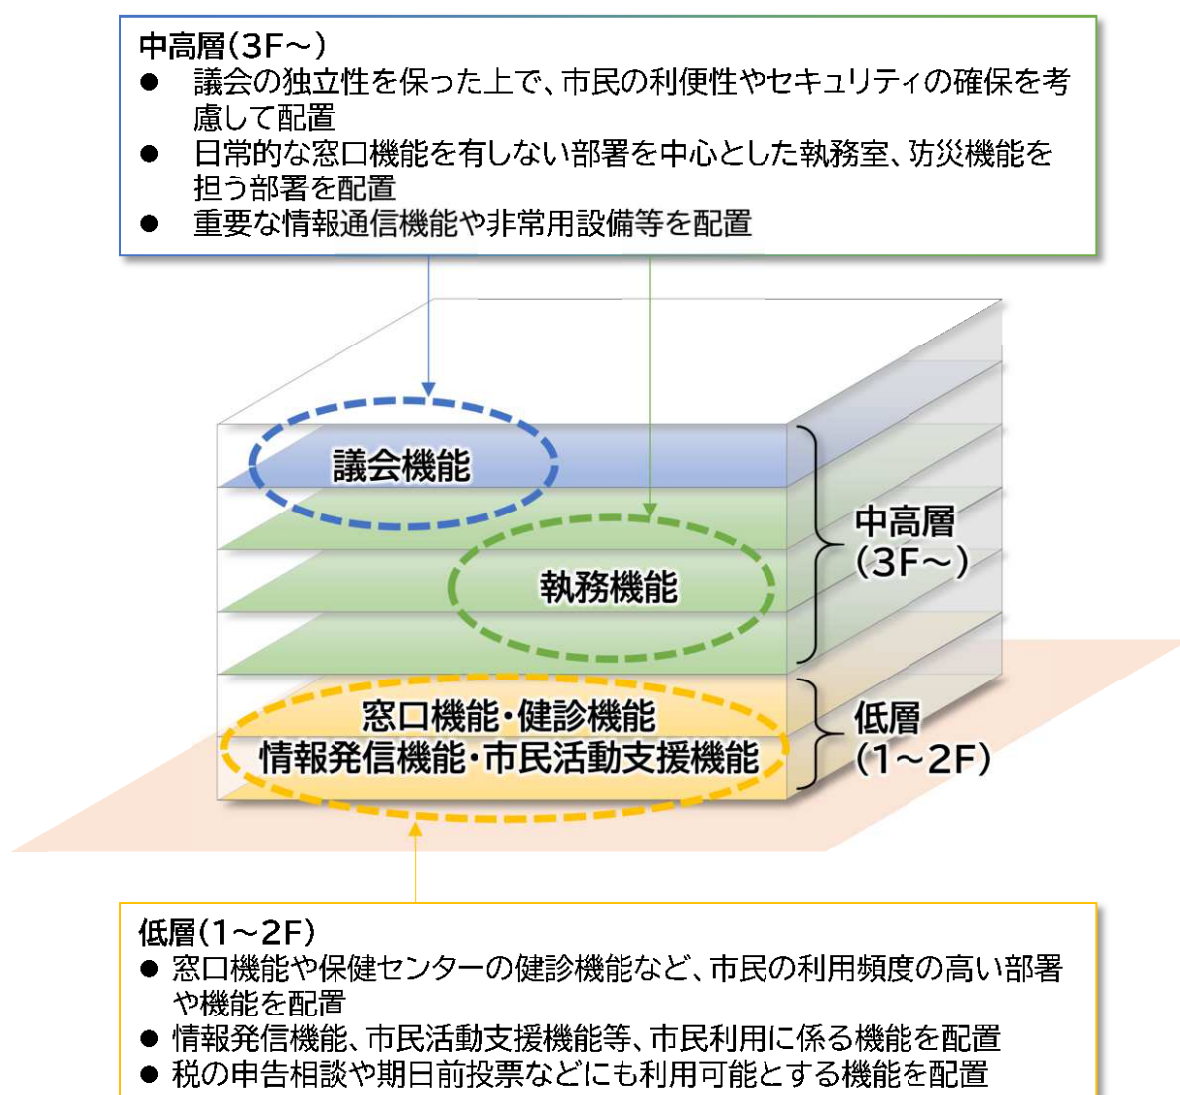 中高層(3F～)
● 議会の独立性を保った上で、市民の利便性やセキュリティの確保を考
慮して配置
● 日常的な窓口機能を有しない部署を中心とした執務室、防災機能を
担う部署を配置
● 重要な情報通信機能や非常用設備等を配置
議会機能
中高層
(3F～)
執務機能
窓口機能・健診機能
情報発信機能・市民活動支援機能
低層
(1～2F)
低層(1～2F)
● 窓口機能や保健センターの健診機能など、市民の利用頻度の高い部署
や機能を配置
● 情報発信機能、市民活動支援機能等、市民利用に係る機能を配置
● 税の申告相談や期日前投票などにも利用可能とする機能を配置